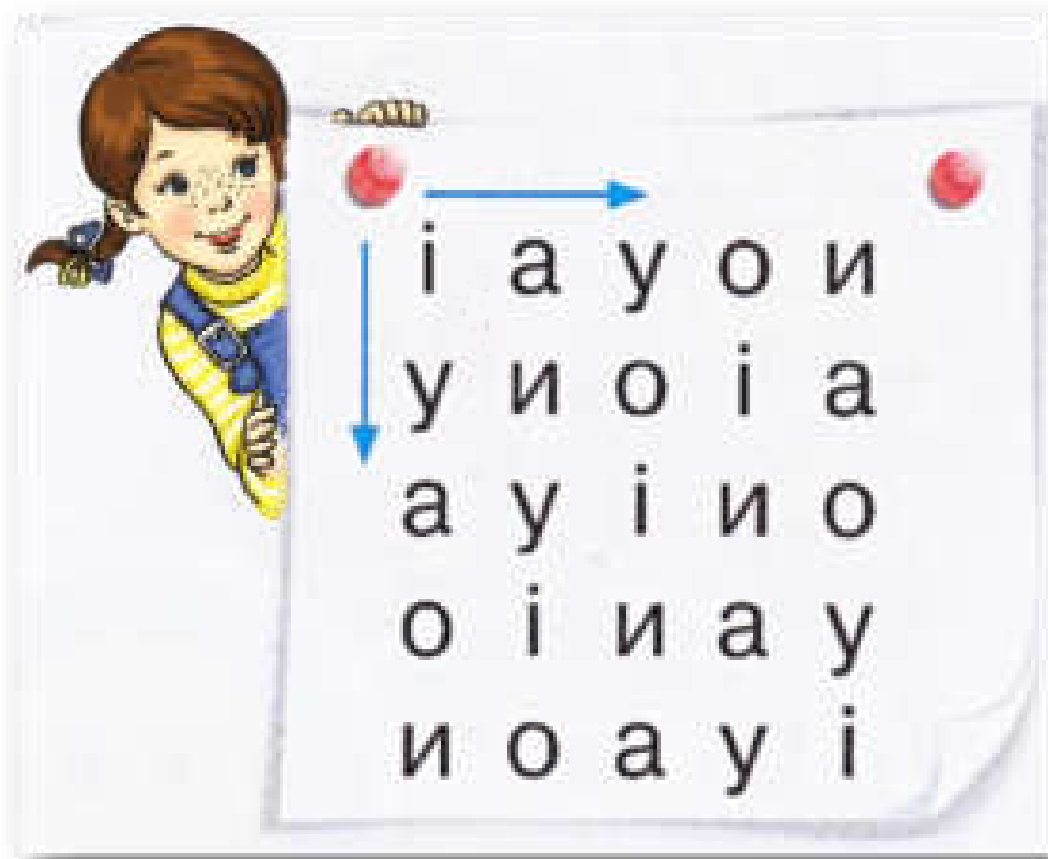 і а у о и
у и о і а
а у і и о
о і и а у
и о а у і